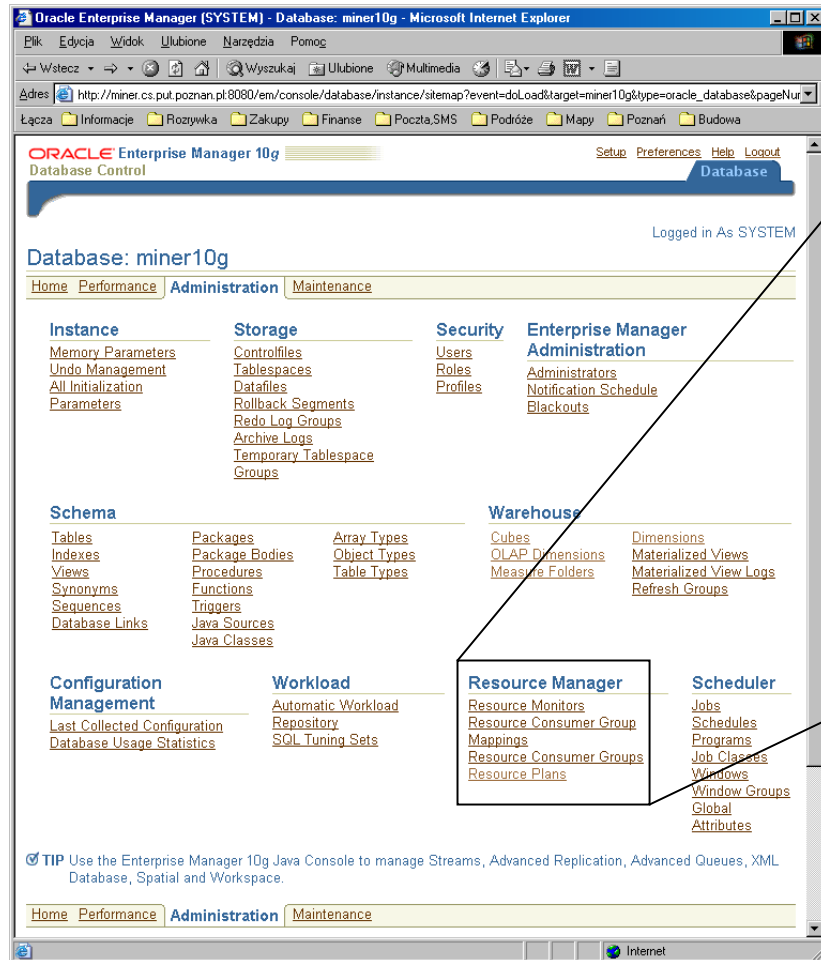 Oracle Enterprise Manager (SYSTEM) - Database: miner10g - Microsoft Internet Explorer
Plik Edycja Widok Ulubione Narzędzia Pomoc
Wstecz Wyszukaj Ulubione Multimedia
Adres http://miner.cs.put.poznan.pl:8080/em/console/database/instance/sitemap?event=doLoad&target=miner10g&type=oracle_database&pageNur
Łącza Informacje Rozrywka Zakupy Finanse Poczta,SMS Podróże Mapy Poznań Budowa
ORACLE Enterprise Manager 10g
Setup Preferences Help Logout
Database Control
Database
Logged in As SYSTEM
Database: miner10g
Home Performance Administration Maintenance
Instance
Memory Parameters
Undo Management
All Initialization
Parameters
Storage
Controlfiles
Tablespaces
Datafiles
Rollback Segments
Redo Log Groups
Archive Logs
Temporary Tablespace
Groups
Security
Users
Roles
Profiles
Enterprise Manager
Administration
Administrators
Notification Schedule
Blackouts
Schema
Tables
Indexes
Views
Synonyms
Sequences
Database Links
Packages
Package Bodies
Procedures
Functions
Triggers
Java Sources
Java Classes
Array Types
Object Types
Table Types
Warehouse
Cubes
OLAP Dimensions
Measure Folders
Dimensions
Materialized Views
Materialized View Logs
Refresh Groups
Configuration
Management
Last Collected Configuration
Database Usage Statistics
Workload
Automatic Workload
Repository
SQL Tuning Sets
Resource Manager
Resource Monitors
Resource Consumer Group
Mappings
Resource Consumer Groups
Resource Plans
Scheduler
Jobs
Schedules
Programs
Job Classes
Windows
Window Groups
Global
Attributes
TIP Use the Enterprise Manager 10g Java Console to manage Streams, Advanced Replication, Advanced Queues, XML
Database, Spatial and Workspace.
Home Performance Administration Maintenance
Internet